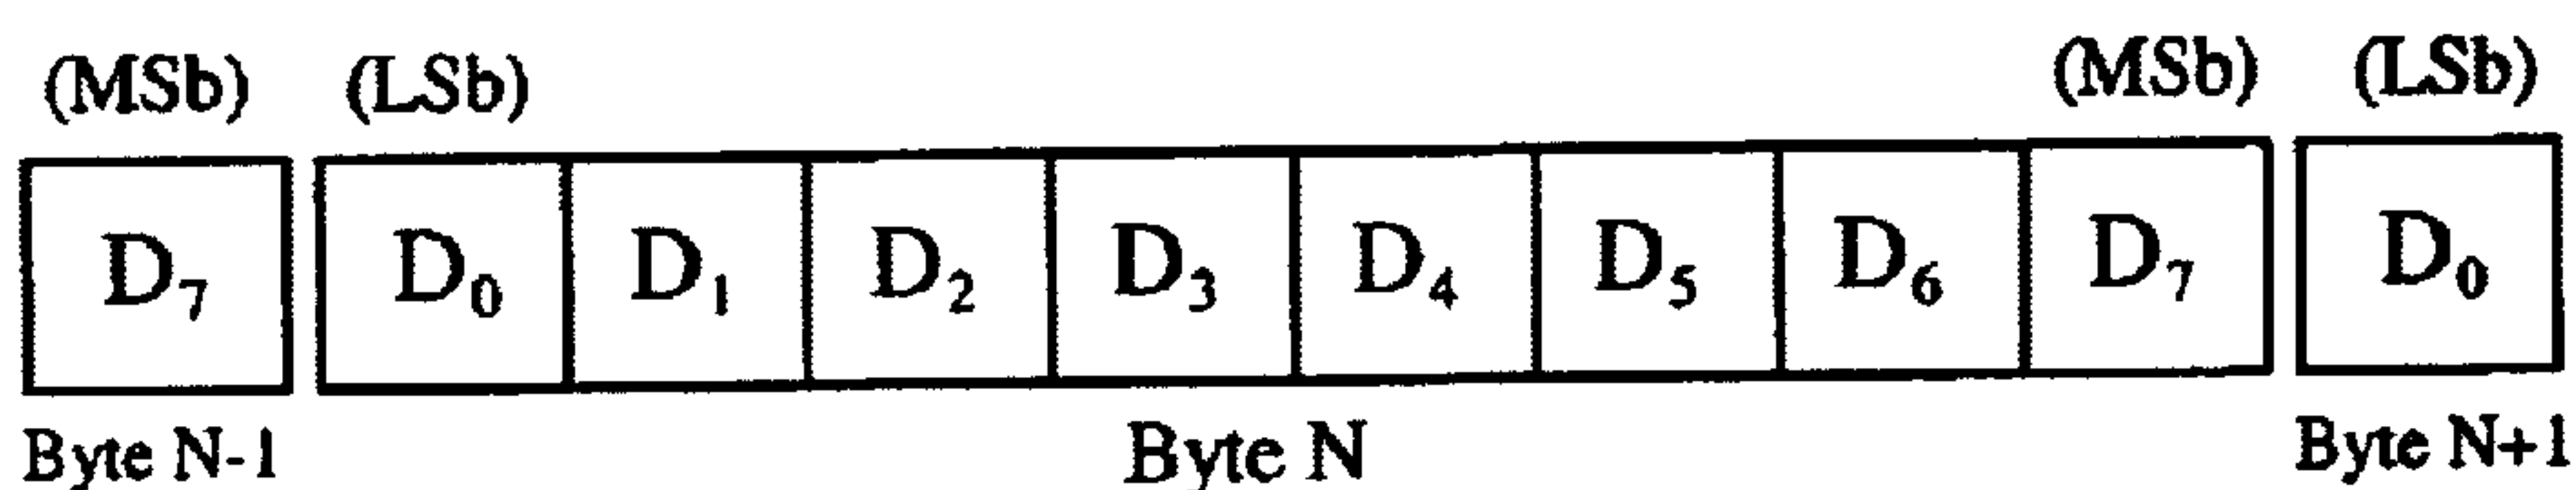 (MSb) (LSb) (MSb) (LSb)
D₇ D₀ D₁ D₂ D₃ D₄ D₅ D₆ D₇ D₀
Byte N-1 Byte N Byte N+1